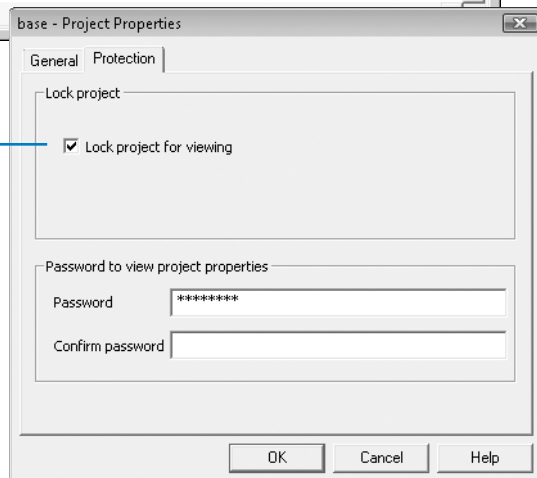 base - Project Properties
General Protection
Lock project
Lock project for viewing
Password to view project properties
Password ********
Confirm password
OK Cancel Help